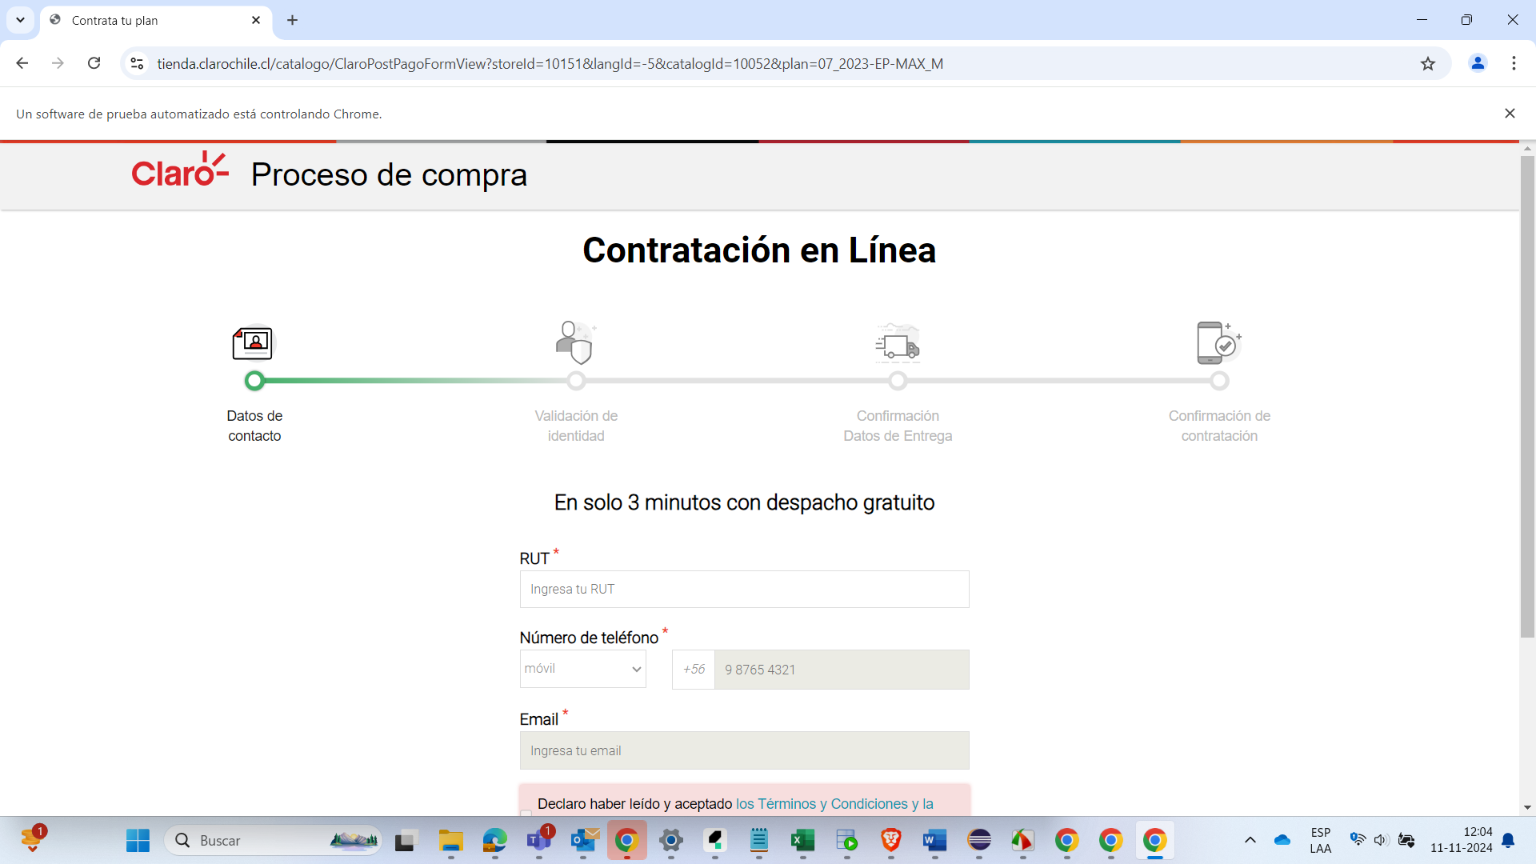 Contrata tu plan
tienda.clarochile.cl/catalogo/ClaroPostPagoFormView?storeId=10151&langId=-5&catalogId=10052&plan=07_2023-EP-MAX_M
Un software de prueba automatizado está controlando Chrome.
Claro Proceso de compra
Contratación en Línea
Datos de contacto
Validación de identidad
Confirmación Datos de Entrega
Confirmación de contratación
En solo 3 minutos con despacho gratuito
RUT *
Ingresa tu RUT
Número de teléfono *
móvil +56 9 8765 4321
Email *
Ingresa tu email
Declaro haber leído y aceptado los Términos y Condiciones y la
1 Buscar 1 ESP LAA 12:04 11-11-2024